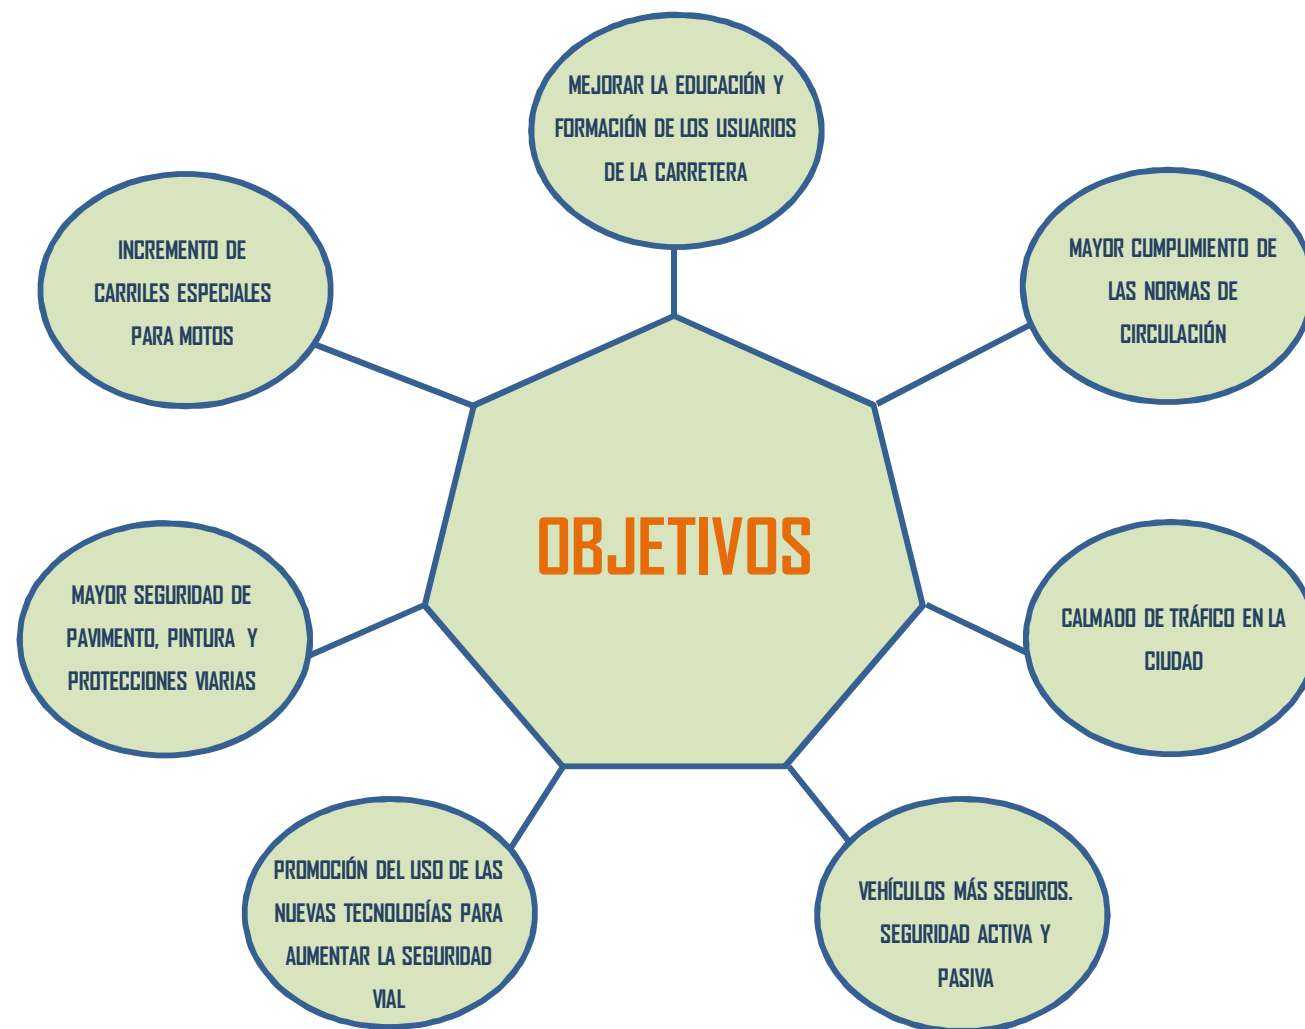 MEJORAR LA EDUCACIÓN Y
FORMACIÓN DE LOS USUARIOS
DE LA CARRETERA
INCREMENTO DE
CARRILES ESPECIALES
PARA MOTOS
MAYOR CUMPLIMIENTO DE
LAS NORMAS DE
CIRCULACIÓN
OBJETIVOS
MAYOR SEGURIDAD DE
PAVIMENTO, PINTURA Y
PROTECCIONES VIARIAS
CALMADO DE TRÁFICO EN LA
CIUDAD
PROMOCIÓN DEL USO DE LAS
NUEVAS TECNOLOGÍAS PARA
AUMENTAR LA SEGURIDAD
VIAL
VEHÍCULOS MÁS SEGUROS.
SEGURIDAD ACTIVA Y
PASIVA